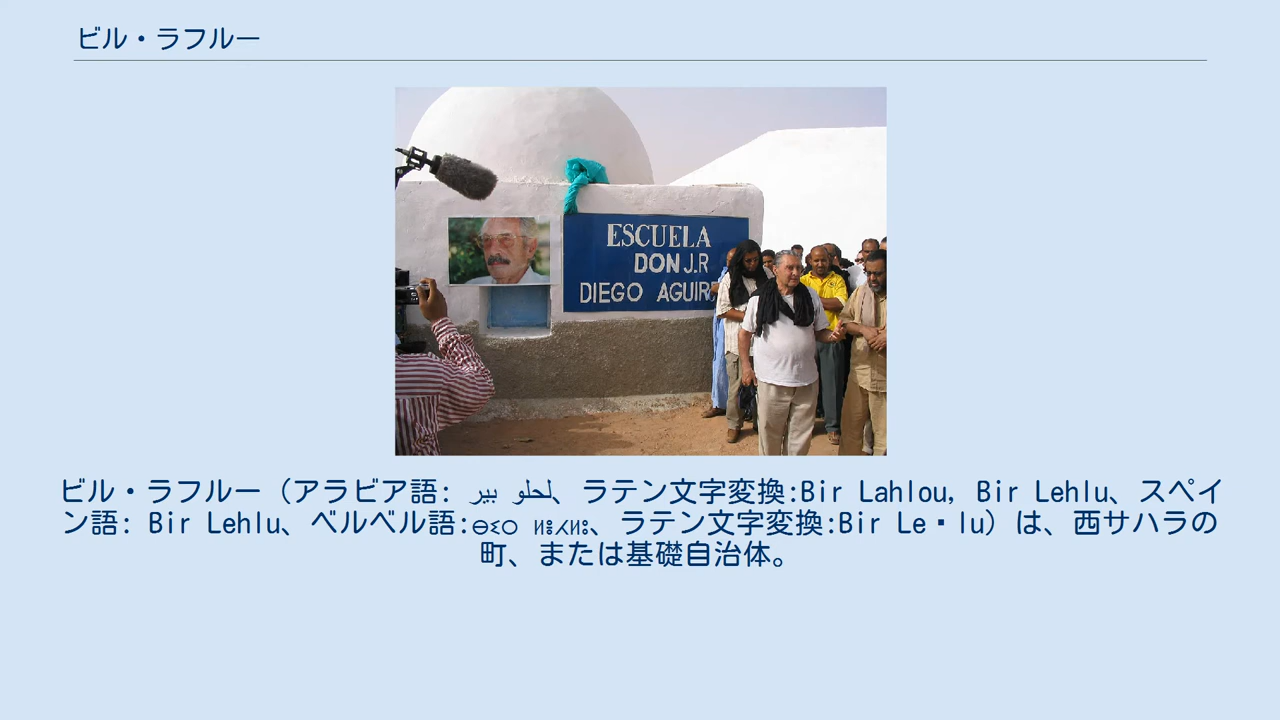 ビル・ラフルー
ESCUELA
DON J.R
DIEGO AGUIR
ビル・ラフルー（アラビア語: بير لحلو、ラテン文字変換:Bir Lahlou, Bir Lehlu、スペイ
ン語: Bir Lehlu、ベルベル語:ⴱⵉⵔ ⵍⴻⵃⵍⵓ、ラテン文字変換:Bir Le lu）は、西サハラの
町、または基礎自治体。